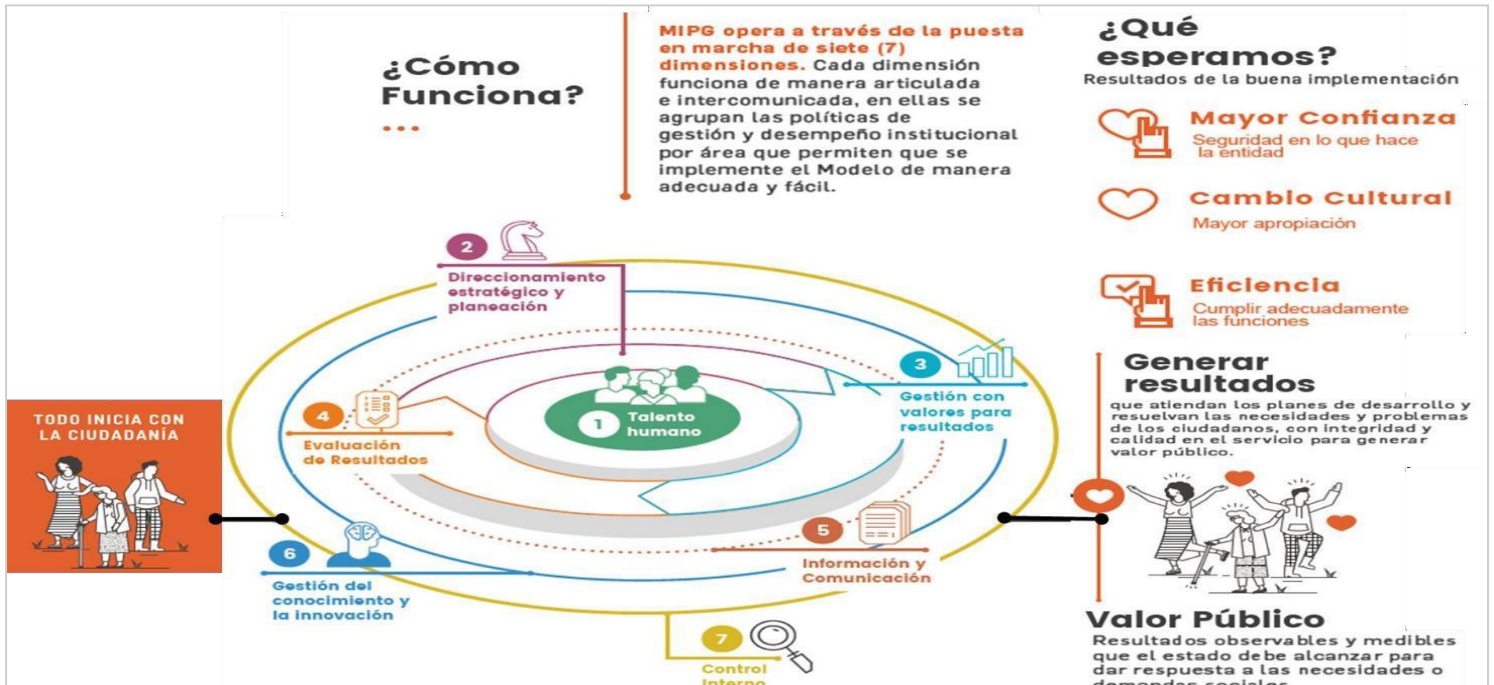 ¿Cómo
Funciona?
MIPG opera a través de la puesta
en marcha de siete (7)
dimensiones. Cada dimensión
funciona de manera articulada
e intercomunicada, en ellas se
agrupan las políticas de
gestión y desempeño institucional
por área que permiten que se
implemente el Modelo de manera
adecuada y fácil.
TODO INICIA CON
LA CIUDADANÍA
1
Talento
humano
2
Direccionamiento
estratégico y
planeación
3
Gestión con
valores para
resultados
4
Evaluación
de Resultados
5
Información y
Comunicación
6
Gestión del
conocimiento y
la innovación
7
Control
Interno
¿Qué
esperamos?
Resultados de la buena implementación
Mayor Confianza
Seguridad en lo que hace
la entidad
Cambio Cultural
Mayor apropiación
Eficiencia
Cumplir adecuadamente
las funciones
Generar
resultados
que atiendan los planes de desarrollo y
resuelvan las necesidades y problemas
de los ciudadanos, con integridad y
calidad en el servicio para generar
valor público.
Valor Público
Resultados observables y medibles
que el estado debe alcanzar para
dar respuesta a las necesidades o
demandas sociales